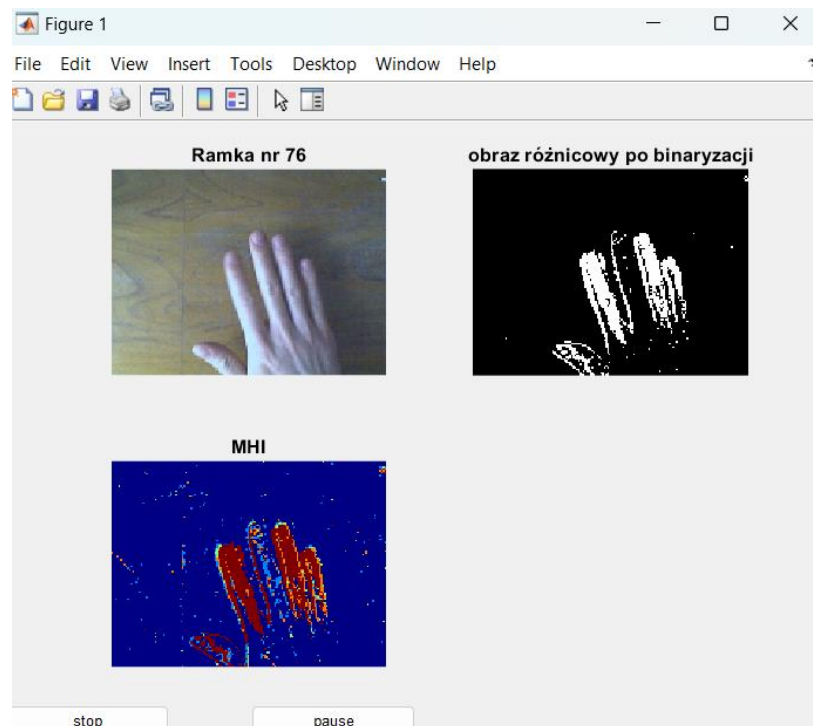 Figure 1
File Edit View Insert Tools Desktop Window Help
Ramka nr 76
obraz różnicowy po binaryzacji
MHI
stop
pause